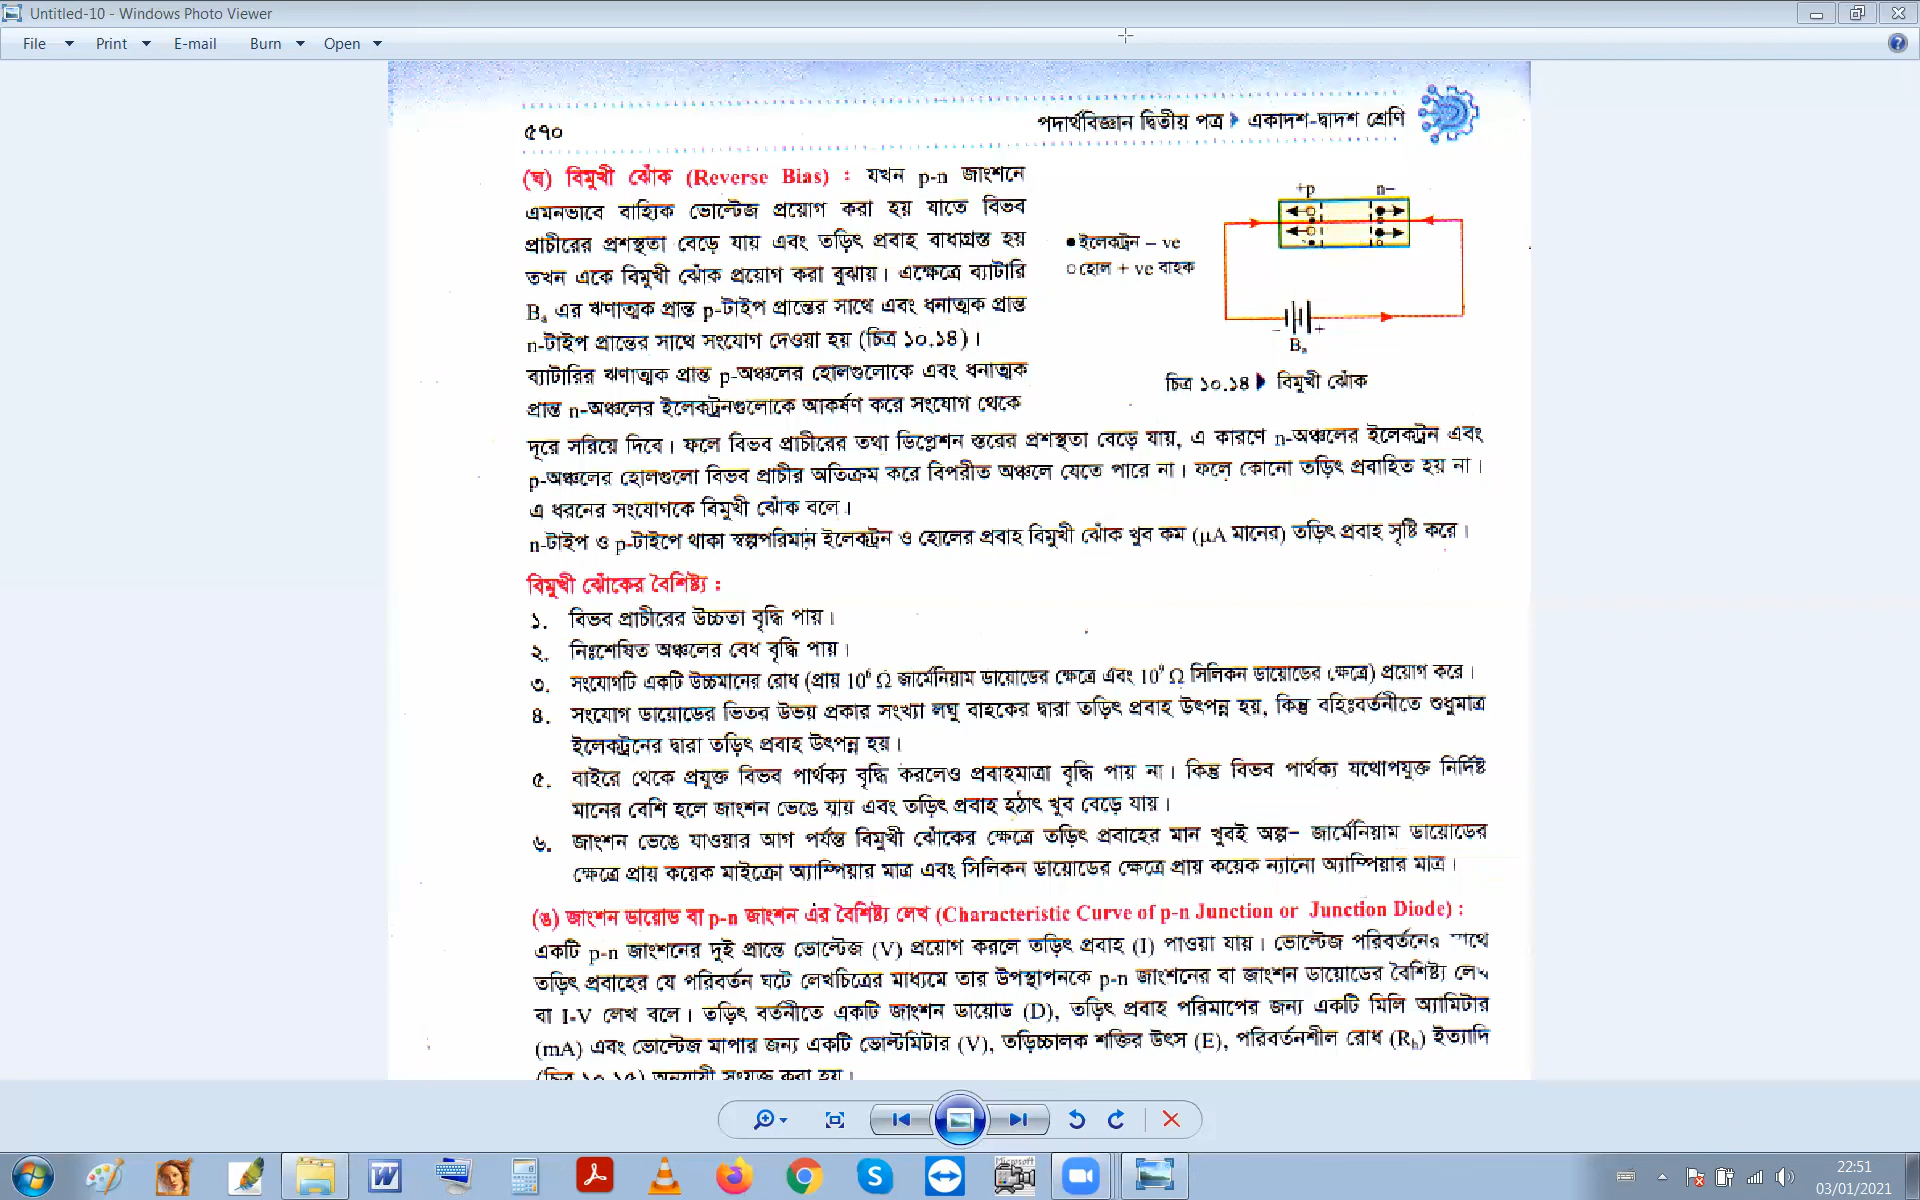 Untitled-10 - Windows Photo Viewer
File Print E-mail Burn Open
৫৭০
পদার্থবিজ্ঞান দ্বিতীয় পত্র একাদশ-দ্বাদশ শ্রেণি
(ঘ) বিমুখী ঝোঁক (Reverse Bias) : যখন p-n জাংশনে
এমনভাবে বাহ্যিক ভোল্টেজ প্রয়োগ করা হয় যাতে বিভব
প্রাচীরের প্রশস্থতা বেড়ে যায় এবং তড়িৎ প্রবাহ বাধাগ্রস্ত হয়
তখন একে বিমুখী ঝোঁক প্রয়োগ করা বুঝায়। এক্ষেত্রে ব্যাটারি
Bₐ এর ঋণাত্মক প্রান্ত p-টাইপ প্রান্তের সাথে এবং ধনাত্মক প্রান্ত
n-টাইপ প্রান্তের সাথে সংযোগ দেওয়া হয় (চিত্র ১০.১৪)।
ব্যাটারির ঋণাত্মক প্রান্ত p-অঞ্চলের হোলগুলোকে এবং ধনাত্মক
প্রান্ত n-অঞ্চলের ইলেকট্রনগুলোকে আকর্ষণ করে সংযোগ থেকে
+p n−
ইলেকট্রন – ve
হোল + ve বাহক
− +
Bₐ
চিত্র ১০.১৪ বিমুখী ঝোঁক
দূরে সরিয়ে দিবে। ফলে বিভব প্রাচীরের তথা ডিপ্লেশন স্তরের প্রশস্থতা বেড়ে যায়, এ কারণে n-অঞ্চলের ইলেকট্রন এবং
p-অঞ্চলের হোলগুলো বিভব প্রাচীর অতিক্রম করে বিপরীত অঞ্চলে যেতে পারে না। ফলে কোনো তড়িৎ প্রবাহিত হয় না।
এ ধরনের সংযোগকে বিমুখী ঝোঁক বলে।
n-টাইপ ও p-টাইপে থাকা স্বল্পপরিমান ইলেকট্রন ও হোলের প্রবাহ বিমুখী ঝোঁক খুব কম (μA মানের) তড়িৎ প্রবাহ সৃষ্টি করে।
বিমুখী ঝোঁকের বৈশিষ্ট্য :
১. বিভব প্রাচীরের উচ্চতা বৃদ্ধি পায়।
২. নিঃশেষিত অঞ্চলের বেধ বৃদ্ধি পায়।
৩. সংযোগটি একটি উচ্চমানের রোধ (প্রায় 10⁶ Ω জার্মেনিয়াম ডায়োডের ক্ষেত্রে এবং 10⁹ Ω সিলিকন ডায়োডের ক্ষেত্রে) প্রয়োগ করে।
৪. সংযোগ ডায়োডের ভিতর উভয় প্রকার সংখ্যা লঘু বাহকের দ্বারা তড়িৎ প্রবাহ উৎপন্ন হয়, কিন্তু বহিঃবর্তনীতে শুধুমাত্র
ইলেকট্রনের দ্বারা তড়িৎ প্রবাহ উৎপন্ন হয়।
৫. বাইরে থেকে প্রযুক্ত বিভব পার্থক্য বৃদ্ধি করলেও প্রবাহমাত্রা বৃদ্ধি পায় না। কিন্তু বিভব পার্থক্য যথোপযুক্ত নির্দিষ্ট
মানের বেশি হলে জাংশন ভেঙে যায় এবং তড়িৎ প্রবাহ হঠাৎ খুব বেড়ে যায়।
৬. জাংশন ভেঙে যাওয়ার আগ পর্যন্ত বিমুখী ঝোঁকের ক্ষেত্রে তড়িৎ প্রবাহের মান খুবই অল্প– জার্মেনিয়াম ডায়োডের
ক্ষেত্রে প্রায় কয়েক মাইক্রো অ্যাম্পিয়ার মাত্র এবং সিলিকন ডায়োডের ক্ষেত্রে প্রায় কয়েক ন্যানো অ্যাম্পিয়ার মাত্র।
(ঙ) জাংশন ডায়োড বা p-n জাংশন এর বৈশিষ্ট্য লেখ (Characteristic Curve of p-n Junction or Junction Diode) :
একটি p-n জাংশনের দুই প্রান্তে ভোল্টেজ (V) প্রয়োগ করলে তড়িৎ প্রবাহ (I) পাওয়া যায়। ভোল্টেজ পরিবর্তনের সাথে
তড়িৎ প্রবাহের যে পরিবর্তন ঘটে লেখচিত্রের মাধ্যমে তার উপস্থাপনকে p-n জাংশনের বা জাংশন ডায়োডের বৈশিষ্ট্য লেখ
বা I-V লেখ বলে। তড়িৎ বর্তনীতে একটি জাংশন ডায়োড (D), তড়িৎ প্রবাহ পরিমাপের জন্য একটি মিলি অ্যামিটার
(mA) এবং ভোল্টেজ মাপার জন্য একটি ভোল্টমিটার (V), তড়িচ্চালক শক্তির উৎস (E), পরিবর্তনশীল রোধ (Rₕ) ইত্যাদি
(চিত্র ১০.১৫) অনুযায়ী সংযুক্ত করা হয়।
22:51
03/01/2021